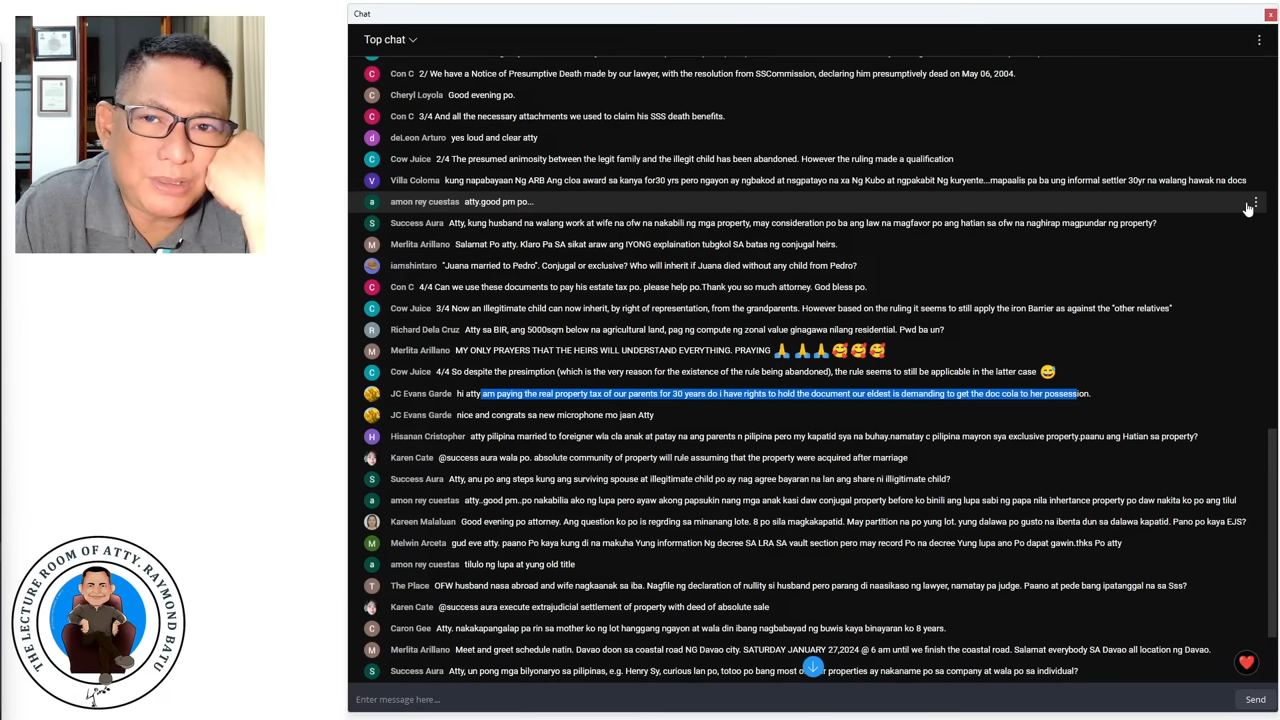 Chat
x
Top chat
C Con C 2/ We have a Notice of Presumptive Death made by our lawyer, with the resolution from SSCommission, declaring him presumptively dead on May 06, 2004.
C Cheryl Loyola Good evening po.
C Con C 3/4 And all the necessary attachments we used to claim his SSS death benefits.
d deLeon Arturo yes loud and clear atty
C Cow Juice 2/4 The presumed animosity between the legit family and the illegit child has been abandoned. However the ruling made a qualification
V Villa Coloma kung napabayaan Ng ARB Ang cloa award sa kanya for30 yrs pero ngayon ay ngbakod at nsgpatayo na xa Ng Kubo at ngpakabit Ng kuryente...mapaalis pa ba ung informal settler 30yr na walang hawak na docs
a amon rey cuestas atty.good pm po...
S Success Aura Atty, kung husband na walang work at wife na ofw na nakabili ng mga property, may consideration po ba ang law na magfavor po ang hatian sa ofw na naghirap magpundar ng property?
M Merlita Arillano Salamat Po atty. Klaro Pa SA sikat araw ang IYONG explaination tubgkol SA batas ng conjugal heirs.
iamshintaro "Juana married to Pedro". Conjugal or exclusive? Who will inherit if Juana died without any child from Pedro?
C Con C 4/4 Can we use these documents to pay his estate tax po. please help po.Thank you so much attorney. God bless po.
C Cow Juice 3/4 Now an Illegitimate child can now inherit, by right of representation, from the grandparents. However based on the ruling it seems to still apply the iron Barrier as against the "other relatives"
R Richard Dela Cruz Atty sa BIR, ang 5000sqm below na agricultural land, pag ng compute ng zonal value ginagawa nilang residential. Pwd ba un?
M Merlita Arillano MY ONLY PRAYERS THAT THE HEIRS WILL UNDERSTAND EVERYTHING. PRAYING 🙏 🙏 🙏 🥰 🥰 🥰
C Cow Juice 4/4 So despite the presimption (which is the very reason for the existence of the rule being abandoned), the rule seems to still be applicable in the latter case 😅
JC Evans Garde hi atty am paying the real property tax of our parents for 30 years do i have rights to hold the document our eldest is demanding to get the doc cola to her possession.
JC Evans Garde nice and congrats sa new microphone mo jaan Atty
H Hisanan Cristopher atty pilipina married to foreigner wla cla anak at patay na ang parents n pilipina pero my kapatid sya na buhay.namatay c pilipina mayron sya exclusive property.paanu ang Hatian sa property?
Karen Cate @success aura wala po. absolute community of property will rule assuming that the property were acquired after marriage
S Success Aura Atty, anu po ang steps kung ang surviving spouse at illegitimate child po ay nag agree bayaran na lan ang share ni illigitimate child?
a amon rey cuestas atty..good pm..po nakabilia ako ng lupa pero ayaw akong papsukin nang mga anak kasi daw conjugal property before ko binili ang lupa sabi ng papa nila inhertance property po daw nakita ko po ang tilul
Kareen Malaluan Good evening po attorney. Ang question ko po is regrding sa minanang lote. 8 po sila magkakapatid. May partition na po yung lot. yung dalawa po gusto na ibenta dun sa dalawa kapatid. Pano po kaya EJS?
M Melwin Arceta gud eve atty. paano Po kaya kung di na makuha Yung information Ng decree SA LRA SA vault section pero may record Po na decree Yung lupa ano Po dapat gawin.thks Po atty
a amon rey cuestas tilulo ng lupa at yung old title
The Place OFW husband nasa abroad and wife nagkaanak sa iba. Nagfile ng declaration of nullity si husband pero parang di naasikaso ng lawyer, namatay pa judge. Paano at pede bang ipatanggal na sa Sss?
Karen Cate @success aura execute extrajudicial settlement of property with deed of absolute sale
C Caron Gee Atty. nakakapangalap pa rin sa mother ko ng lot hanggang ngayon at wala din ibang nagbabayad ng buwis kaya binayaran ko 8 years.
M Merlita Arillano Meet and greet schedule natin. Davao doon sa coastal road NG Davao city. SATURDAY JANUARY 27,2024 @ 6 am until we finish the coastal road. Salamat everybody SA Davao all location ng Davao.
S Success Aura Atty, un pong mga bilyonaryo sa pilipinas, e.g. Henry Sy, curious lan po, totoo po bang most properties ay nakaname po sa company at wala po sa individual?
Enter message here...
Send
THE LECTURE ROOM OF ATTY. RAYMOND BATU